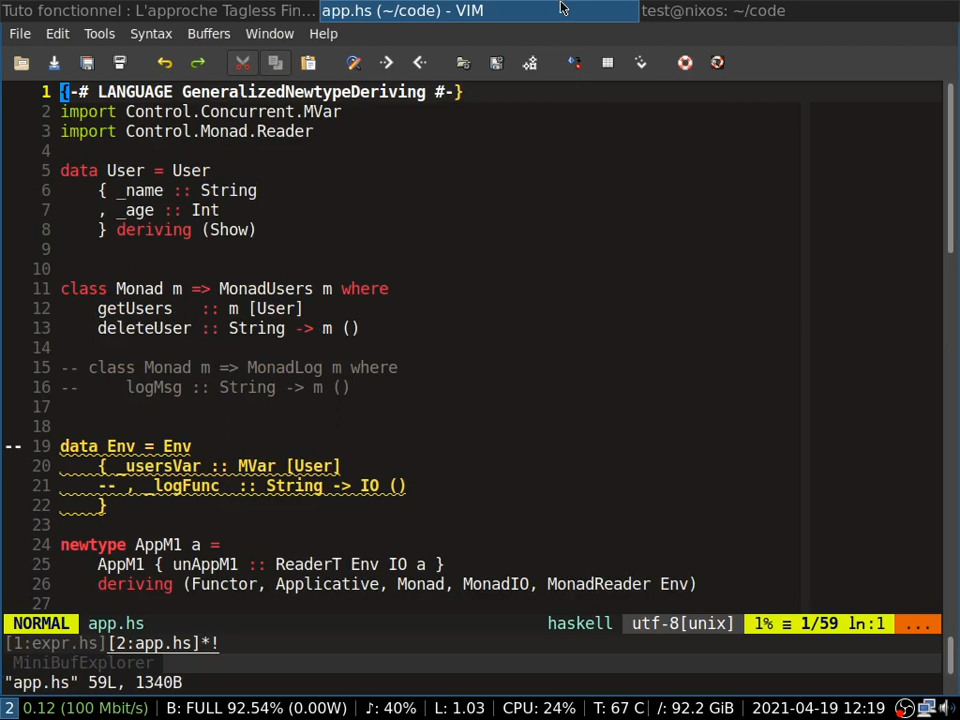 Tuto fonctionnel : L'approche Tagless Fin... app.hs (~/code) - VIM test@nixos: ~/code
File Edit Tools Syntax Buffers Window Help
1 {-# LANGUAGE GeneralizedNewtypeDeriving #-}
2 import Control.Concurrent.MVar
3 import Control.Monad.Reader
4
5 data User = User
6     { _name :: String
7     , _age :: Int
8     } deriving (Show)
9
10
11 class Monad m => MonadUsers m where
12     getUsers   :: m [User]
13     deleteUser :: String -> m ()
14
15 -- class Monad m => MonadLog m where
16 --     logMsg :: String -> m ()
17
18
-- 19 data Env = Env
20     { _usersVar :: MVar [User]
21     -- , _logFunc  :: String -> IO ()
22     }
23
24 newtype AppM1 a =
25     AppM1 { unAppM1 :: ReaderT Env IO a }
26     deriving (Functor, Applicative, Monad, MonadIO, MonadReader Env)
27
NORMAL app.hs haskell utf-8[unix] 1% ≡ 1/59 ln:1 ...
[1:expr.hs][2:app.hs]*!
MiniBufExplorer
"app.hs" 59L, 1340B
2 0.12 (100 Mbit/s) | B: FULL 92.54% (0.00W) | ♪: 40% | L: 1.03 | CPU: 24% | T: 67 C | /: 92.2 GiB | 2021-04-19 12:19